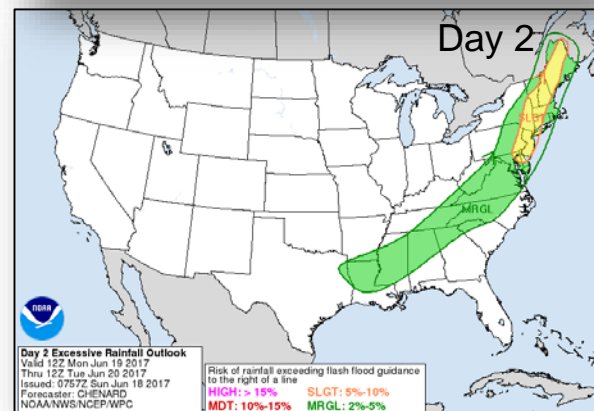 Day 2
SLGT
MRGL
NOAA
Day 2 Excessive Rainfall Outlook
Valid 12Z Mon Jun 19 2017
Thru 12Z Tue Jun 20 2017
Issued: 0757Z Sun Jun 18 2017
Forecaster: CHENARD
NOAA/NWS/NCEP/WPC
Risk of rainfall exceeding flash flood guidance
to the right of a line
HIGH: > 15% SLGT: 5%-10%
MDT: 10%-15% MRGL: 2%-5%